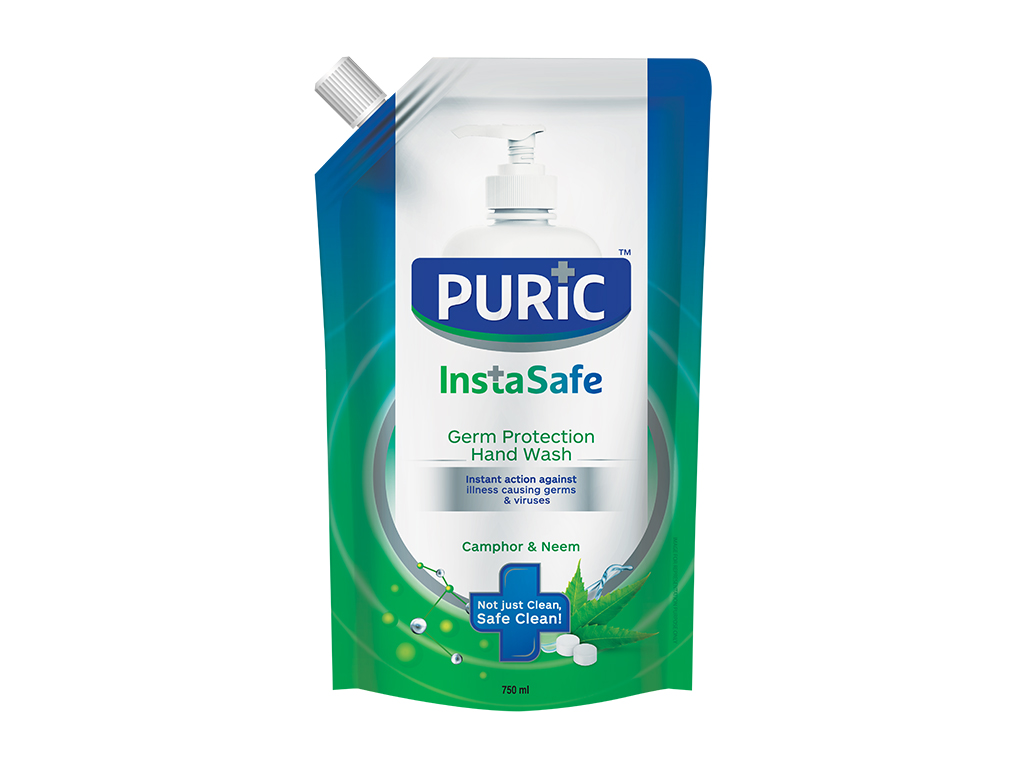 PURiC
TM
InstaSafe
Germ Protection
Hand Wash
Instant action against
illness causing germs
& viruses
Camphor & Neem
Not just Clean,
Safe Clean!
750 ml